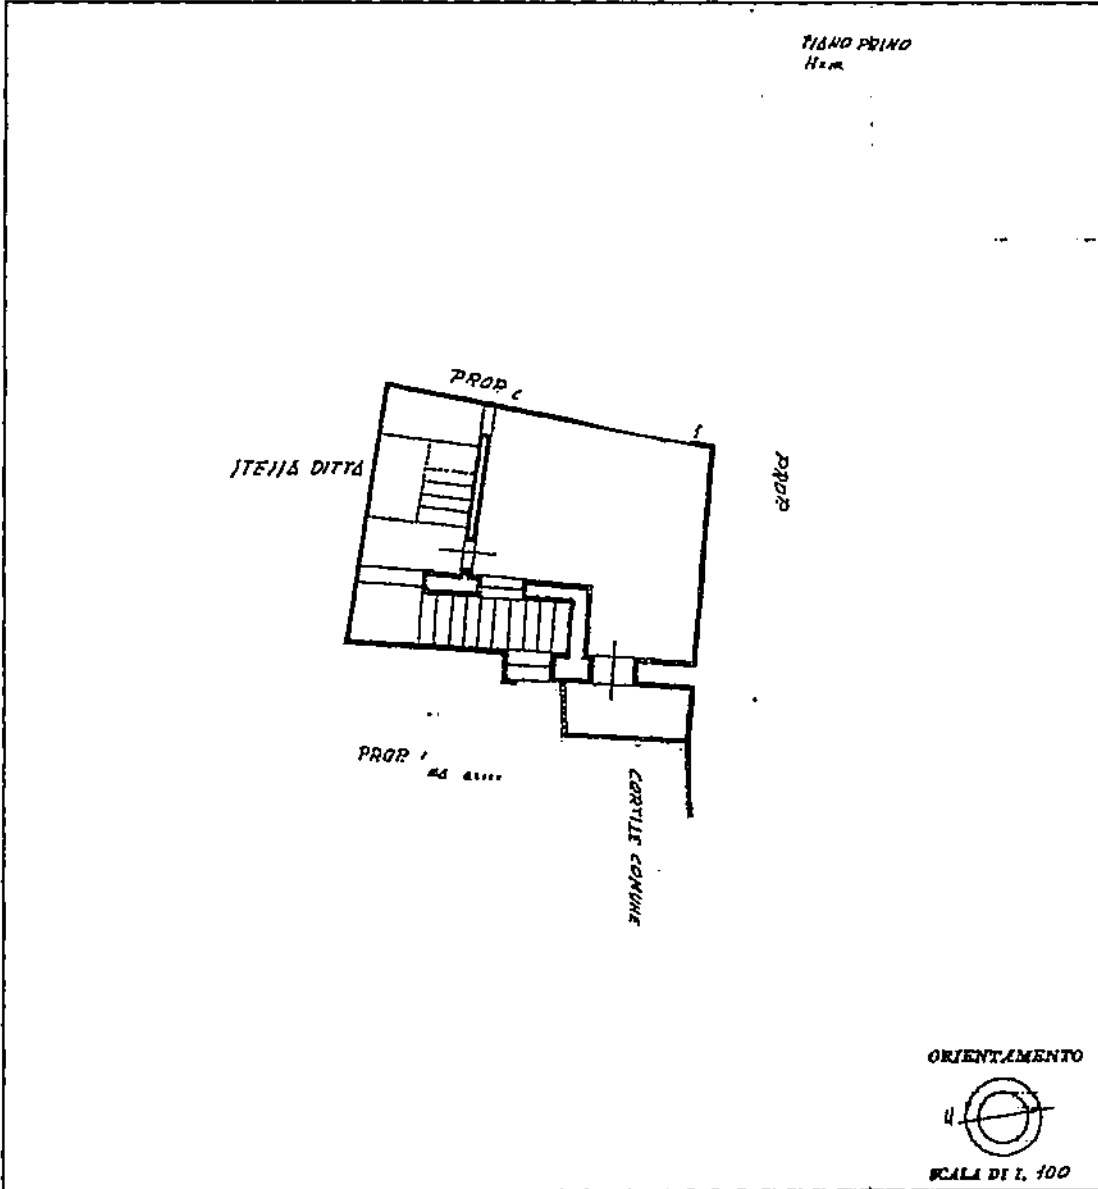 PIANO PRIMO
H = m
PROP.
STESSA DITTA
PROP.
PROP.
CORTILE COMUNE
ORIENTAMENTO
N
SCALA DI 1. 100